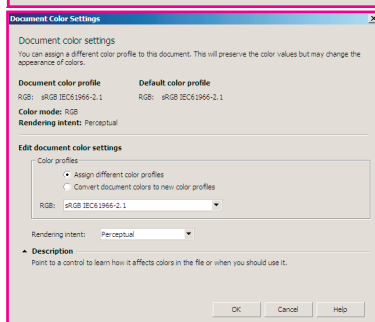 Document Color Settings
Document color settings
You can assign a different color profile to this document. This will preserve the color values but may change the
appearance of colors.
Document color profile Default color profile
RGB: sRGB IEC61966-2.1 RGB: sRGB IEC61966-2.1
Color mode: RGB
Rendering intent: Perceptual
Edit document color settings
Color profiles
Assign different color profiles
Convert document colors to new color profiles
RGB: sRGB IEC61966-2.1
Rendering intent: Perceptual
Description
Point to a control to learn how it affects colors in the file or when you should use it.
OK Cancel Help